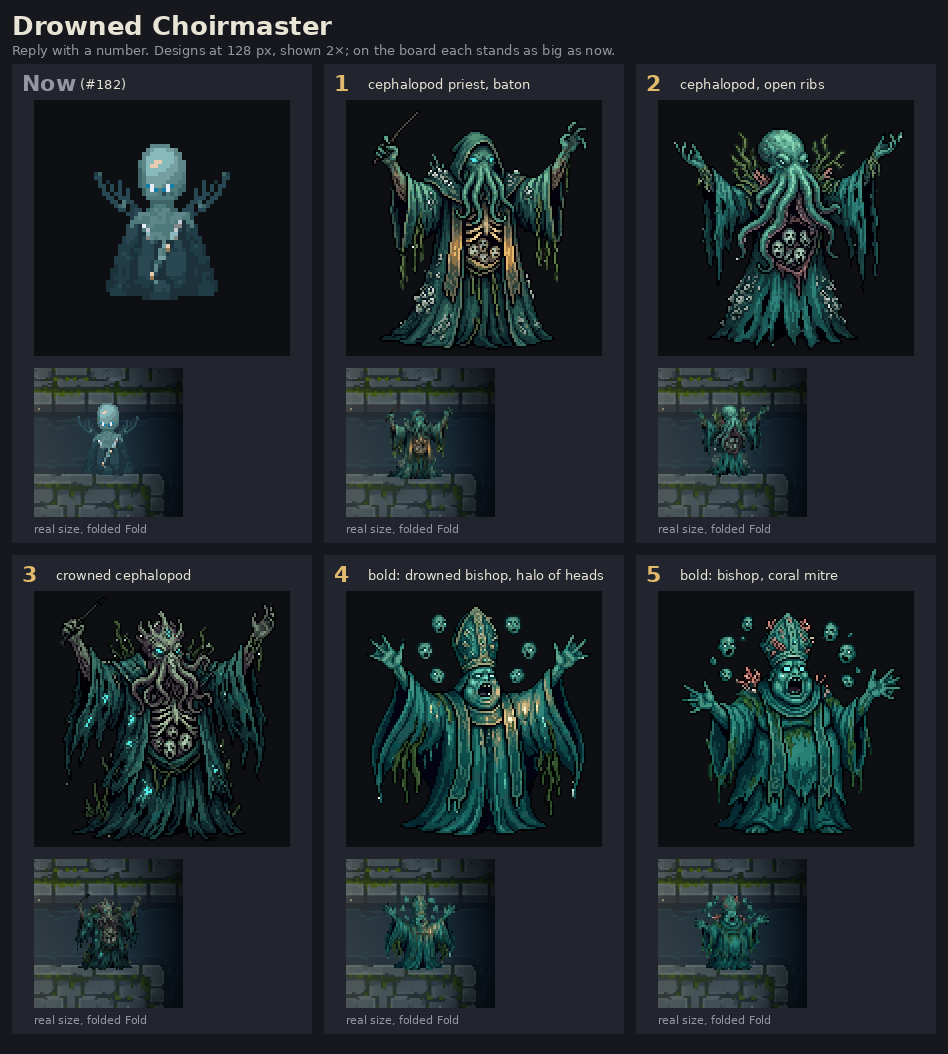 Drowned Choirmaster
Reply with a number. Designs at 128 px, shown 2×; on the board each stands as big as now.
Now (#182)
1 cephalopod priest, baton
2 cephalopod, open ribs
real size, folded Fold
real size, folded Fold
real size, folded Fold
3 crowned cephalopod
4 bold: drowned bishop, halo of heads
5 bold: bishop, coral mitre
real size, folded Fold
real size, folded Fold
real size, folded Fold